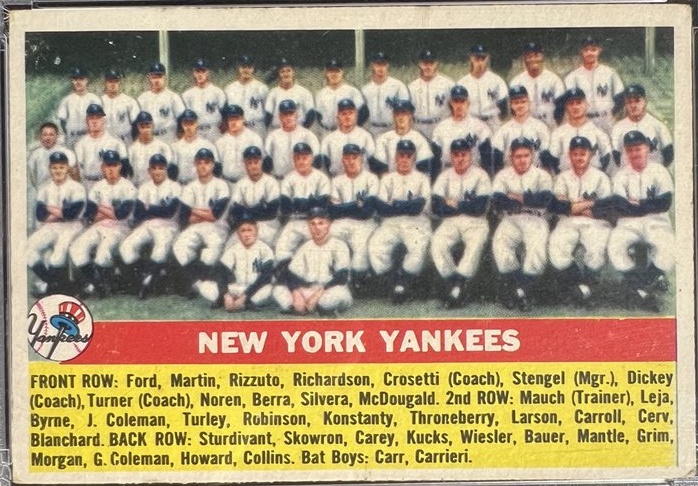 Yankees
NEW YORK YANKEES
FRONT ROW: Ford, Martin, Rizzuto, Richardson, Crosetti (Coach), Stengel (Mgr.), Dickey
(Coach), Turner (Coach), Noren, Berra, Silvera, McDougald. 2nd ROW: Mauch (Trainer), Leja,
Byrne, J. Coleman, Turley, Robinson, Konstanty, Throneberry, Larson, Carroll, Cerv,
Blanchard. BACK ROW: Sturdivant, Skowron, Carey, Kucks, Wiesler, Bauer, Mantle, Grim,
Morgan, G. Coleman, Howard, Collins. Bat Boys: Carr, Carrieri.